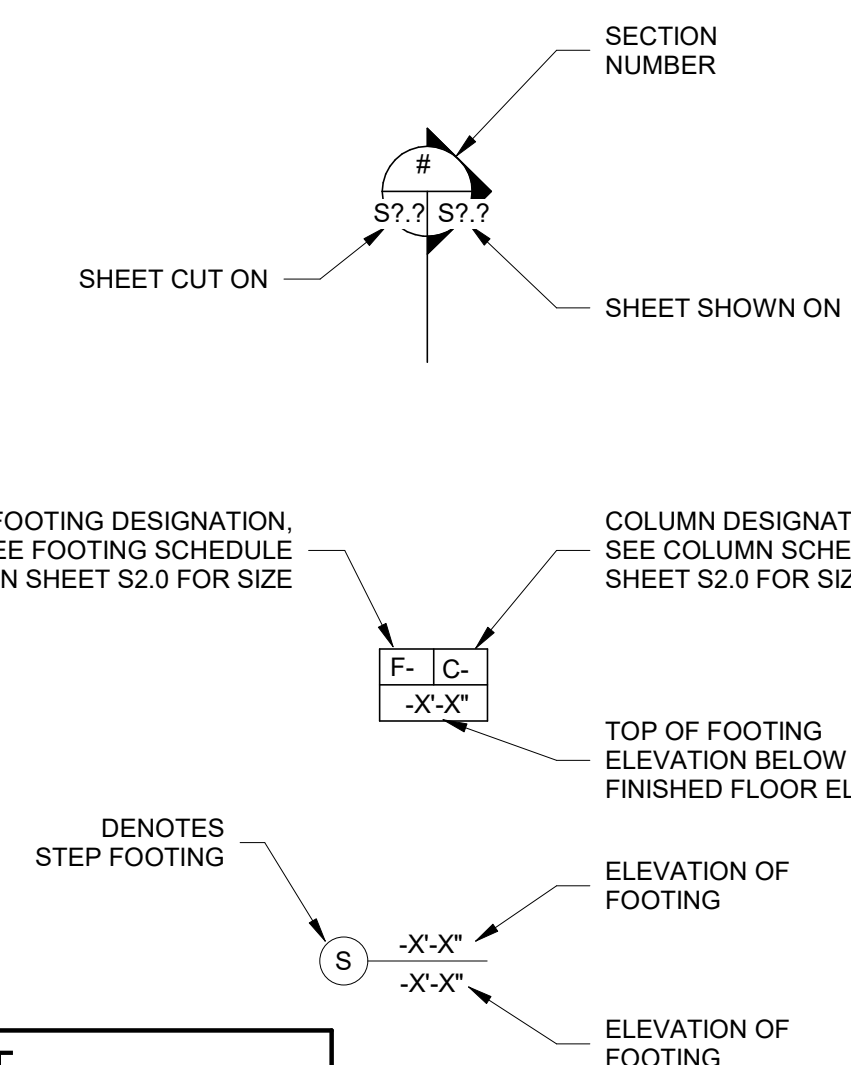 SECTION
NUMBER
#
S?.? S?.?
SHEET CUT ON
SHEET SHOWN ON
FOOTING DESIGNATION,
EE FOOTING SCHEDULE
N SHEET S2.0 FOR SIZE
COLUMN DESIGNAT
SEE COLUMN SCHE
SHEET S2.0 FOR SIZ
F- C-
-X'-X"
TOP OF FOOTING
ELEVATION BELOW
FINISHED FLOOR EL
DENOTES
STEP FOOTING
ELEVATION OF
FOOTING
S
-X'-X"
-X'-X"
ELEVATION OF
FOOTING